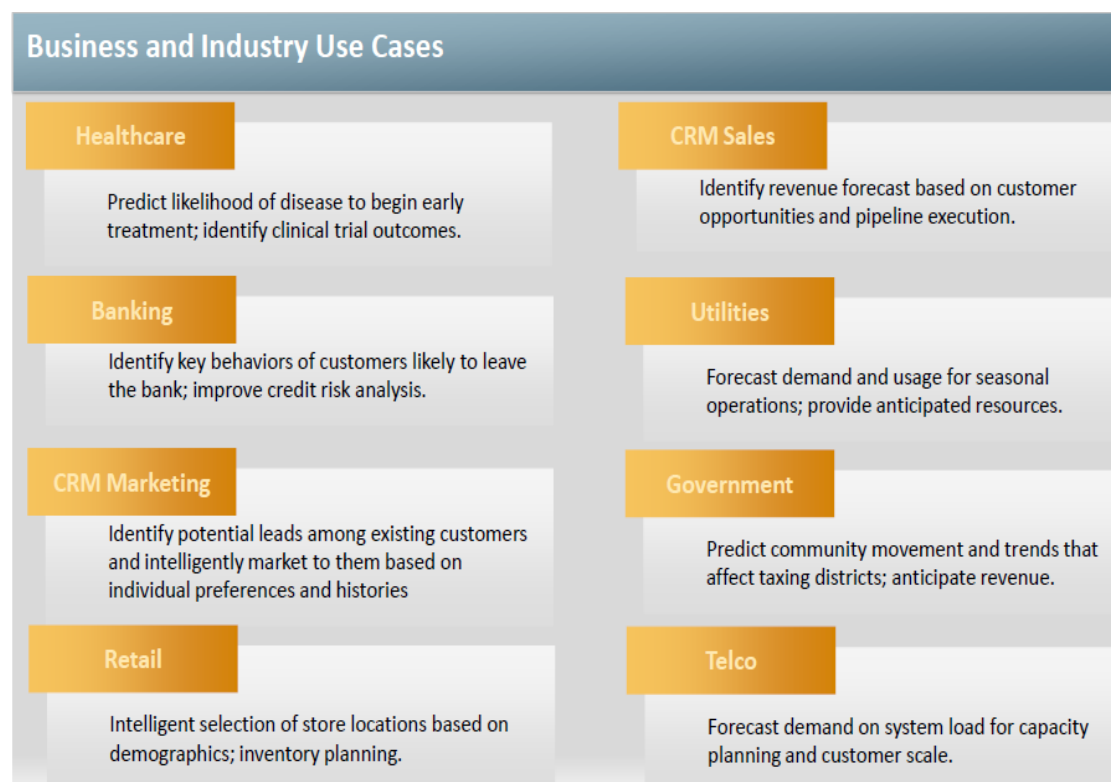 Business and Industry Use Cases
Healthcare
Predict likelihood of disease to begin early
treatment; identify clinical trial outcomes.
Banking
Identify key behaviors of customers likely to leave
the bank; improve credit risk analysis.
CRM Marketing
Identify potential leads among existing customers
and intelligently market to them based on
individual preferences and histories
Retail
Intelligent selection of store locations based on
demographics; inventory planning.
CRM Sales
Identify revenue forecast based on customer
opportunities and pipeline execution.
Utilities
Forecast demand and usage for seasonal
operations; provide anticipated resources.
Government
Predict community movement and trends that
affect taxing districts; anticipate revenue.
Telco
Forecast demand on system load for capacity
planning and customer scale.